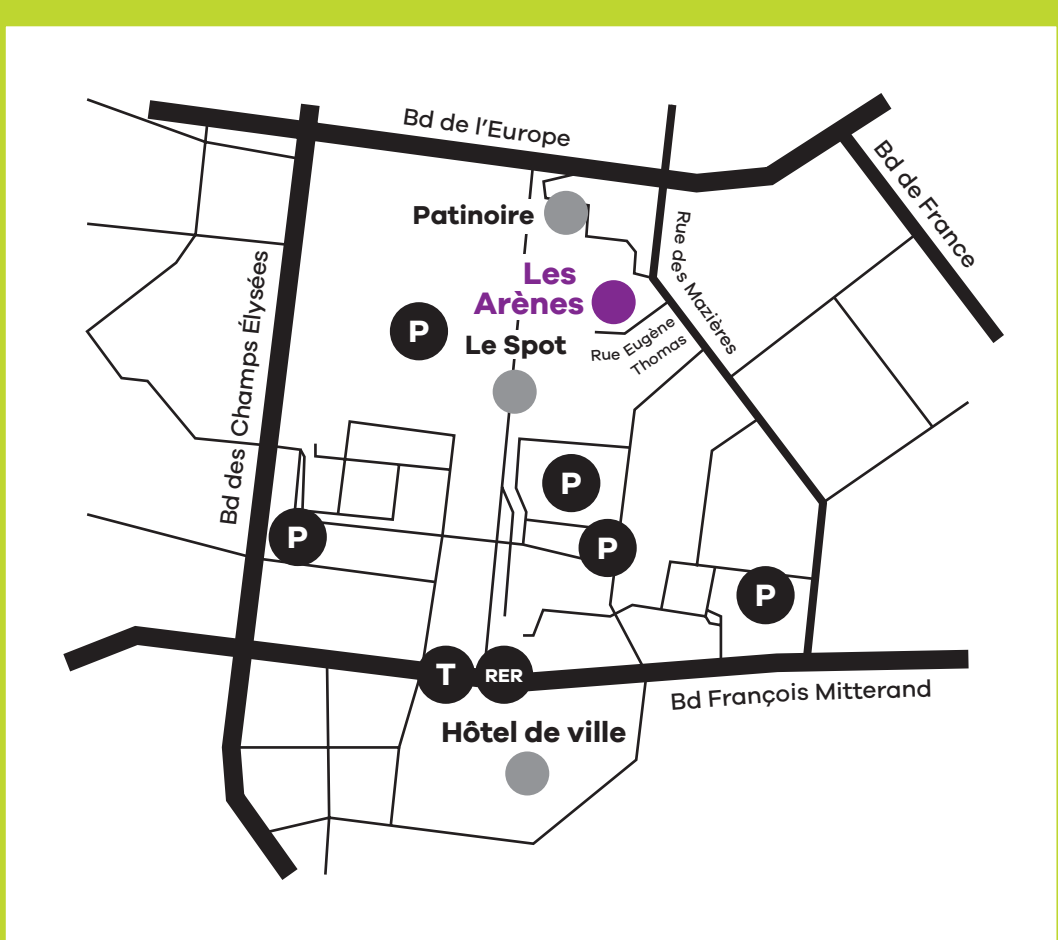 Bd de l'Europe
Bd de France
Patinoire
Rue des Mazières
Les
Arènes
Bd des Champs Élysées
P
Le Spot
Rue Eugène
Thomas
P
P
P
P
T
RER
Bd François Mitterand
Hôtel de ville